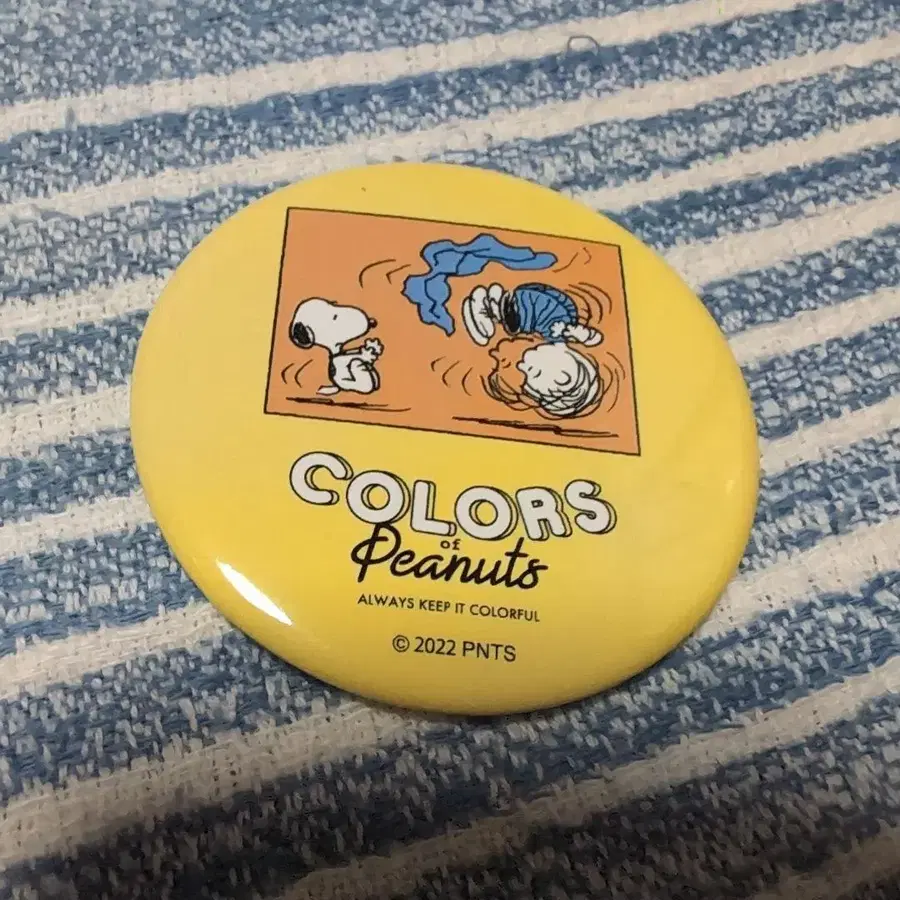 COLORS
OF
Peanuts
ALWAYS KEEP IT COLORFUL
© 2022 PNTS